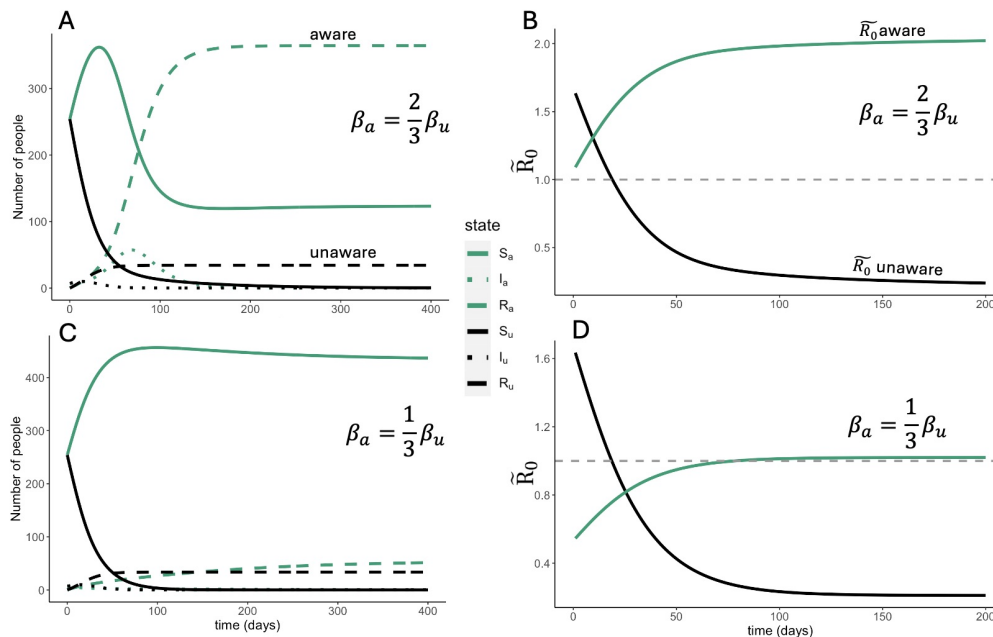 A
aware
βₐ = 2/3 βᵤ
unaware
Number of people
300
200
100
0
0 100 200 300 400
B
R̃₀ aware
βₐ = 2/3 βᵤ
R̃₀ unaware
R̃₀
2.0
1.5
1.0
0.5
0 50 100 150 200
state
Sₐ
Iₐ
Rₐ
Sᵤ
Iᵤ
Rᵤ
C
βₐ = 1/3 βᵤ
Number of people
400
300
200
100
0
0 100 200 300 400
time (days)
D
βₐ = 1/3 βᵤ
R̃₀
1.6
1.2
0.8
0.4
0 50 100 150 200
time (days)